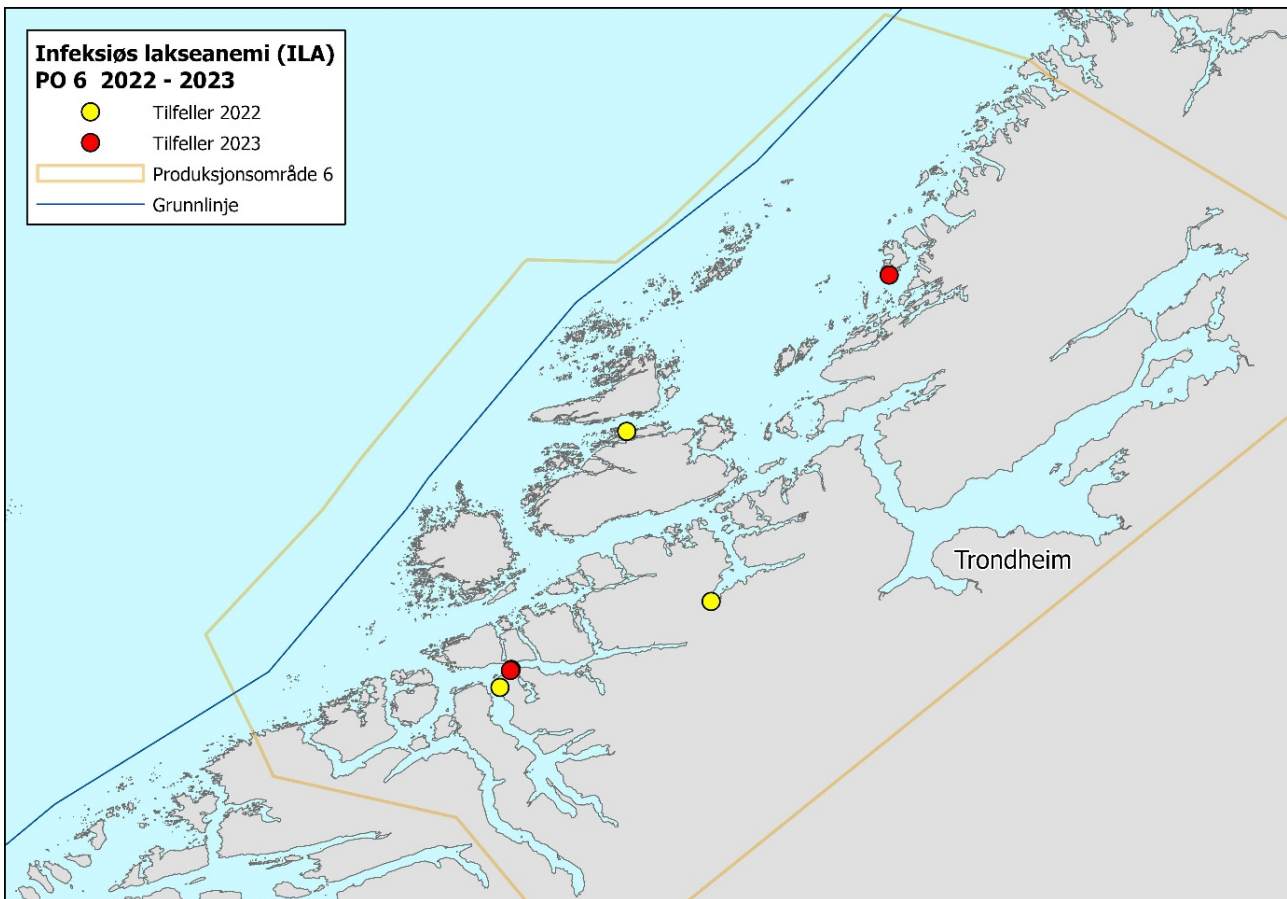 Infeksiøs lakseanemi (ILA)
PO 6  2022 - 2023
Tilfeller 2022
Tilfeller 2023
Produksjonsområde 6
Grunnlinje
Trondheim